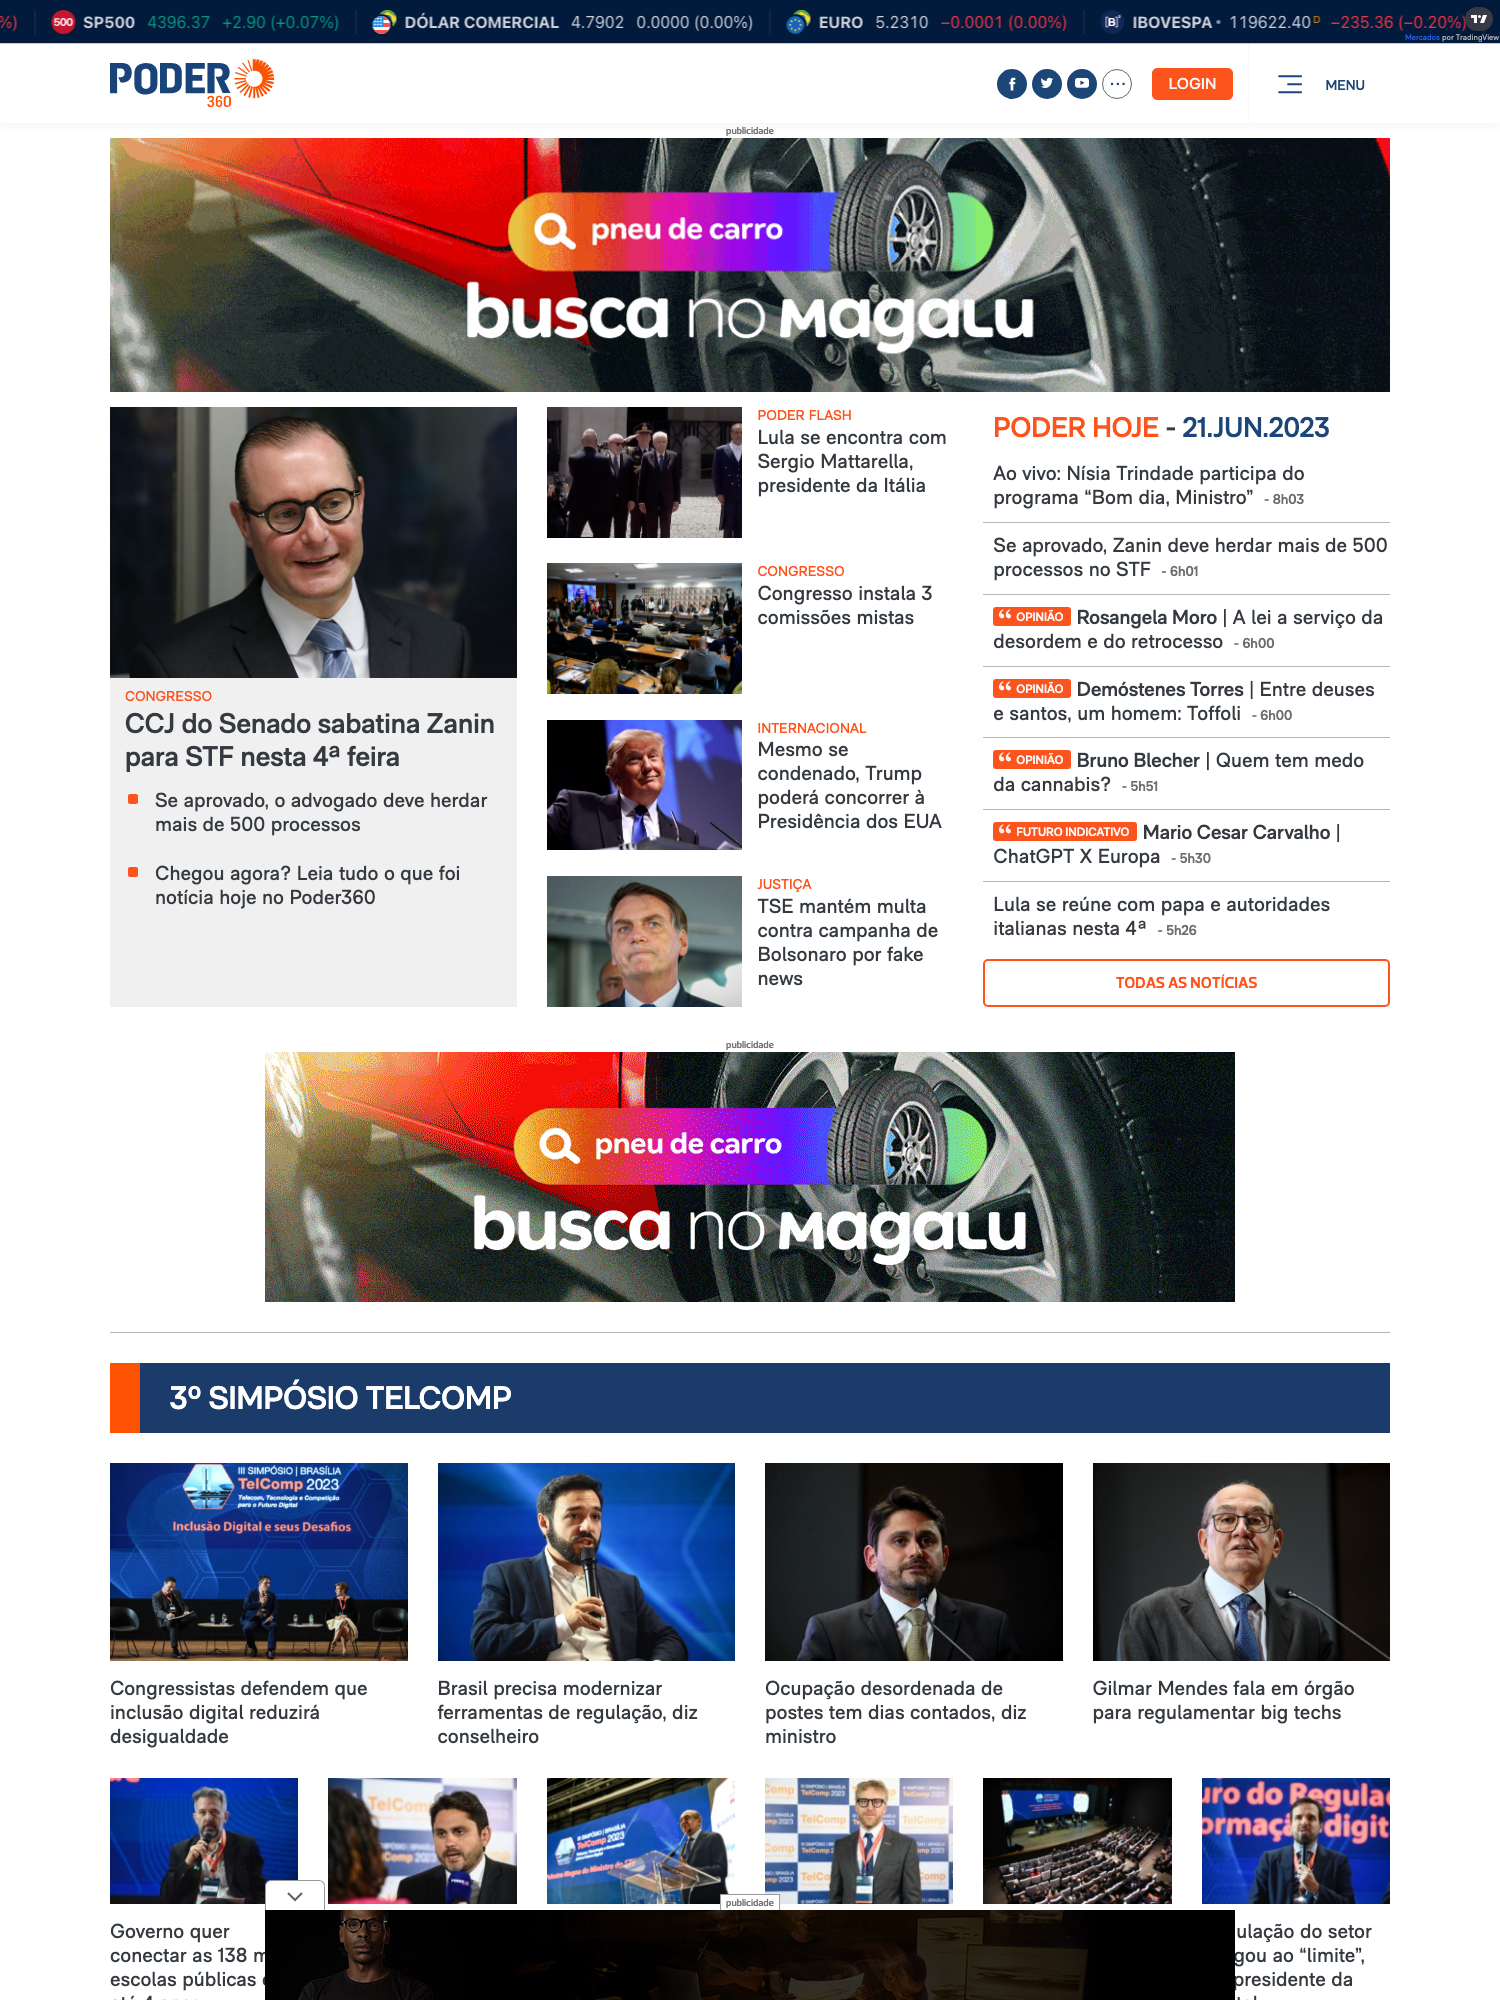 %)
500 SP500 4396.37 +2.90 (+0.07%)
DÓLAR COMERCIAL 4.7902 0.0000 (0.00%)
EURO 5.2310 −0.0001 (0.00%)
[B]³ IBOVESPA • 119622.40 D −235.36 (−0.20%)
Mercados por TradingView
PODER
360
LOGIN
MENU
publicidade
pneu de carro
busca no Magalu
CONGRESSO
CCJ do Senado sabatina Zanin
para STF nesta 4ª feira
Se aprovado, o advogado deve herdar
mais de 500 processos
Chegou agora? Leia tudo o que foi
notícia hoje no Poder360
PODER FLASH
Lula se encontra com
Sergio Mattarella,
presidente da Itália
CONGRESSO
Congresso instala 3
comissões mistas
INTERNACIONAL
Mesmo se
condenado, Trump
poderá concorrer à
Presidência dos EUA
JUSTIÇA
TSE mantém multa
contra campanha de
Bolsonaro por fake
news
PODER HOJE - 21.JUN.2023
Ao vivo: Nísia Trindade participa do
programa “Bom dia, Ministro” - 8h03
Se aprovado, Zanin deve herdar mais de 500
processos no STF - 6h01
“ OPINIÃO Rosangela Moro | A lei a serviço da
desordem e do retrocesso - 6h00
“ OPINIÃO Demóstenes Torres | Entre deuses
e santos, um homem: Toffoli - 6h00
“ OPINIÃO Bruno Blecher | Quem tem medo
da cannabis? - 5h51
“ FUTURO INDICATIVO Mario Cesar Carvalho |
ChatGPT X Europa - 5h30
Lula se reúne com papa e autoridades
italianas nesta 4ª - 5h26
TODAS AS NOTÍCIAS
publicidade
pneu de carro
busca no Magalu
3º SIMPÓSIO TELCOMP
III SIMPÓSIO | BRASÍLIA
TelComp 2023
Telecom, Tecnologia e Competição
para o Futuro Digital
Inclusão Digital e seus Desafios
Congressistas defendem que
inclusão digital reduzirá
desigualdade
Brasil precisa modernizar
ferramentas de regulação, diz
conselheiro
Ocupação desordenada de
postes tem dias contados, diz
ministro
Gilmar Mendes fala em órgão
para regulamentar big techs
TelComp
III SIMPÓSIO | BRASÍLIA
TelComp
2023
uro do Regula
ormaç digit
publicidade
Governo quer
conectar as 138 m
escolas públicas
ulação do setor
gou ao “limite”,
presidente da